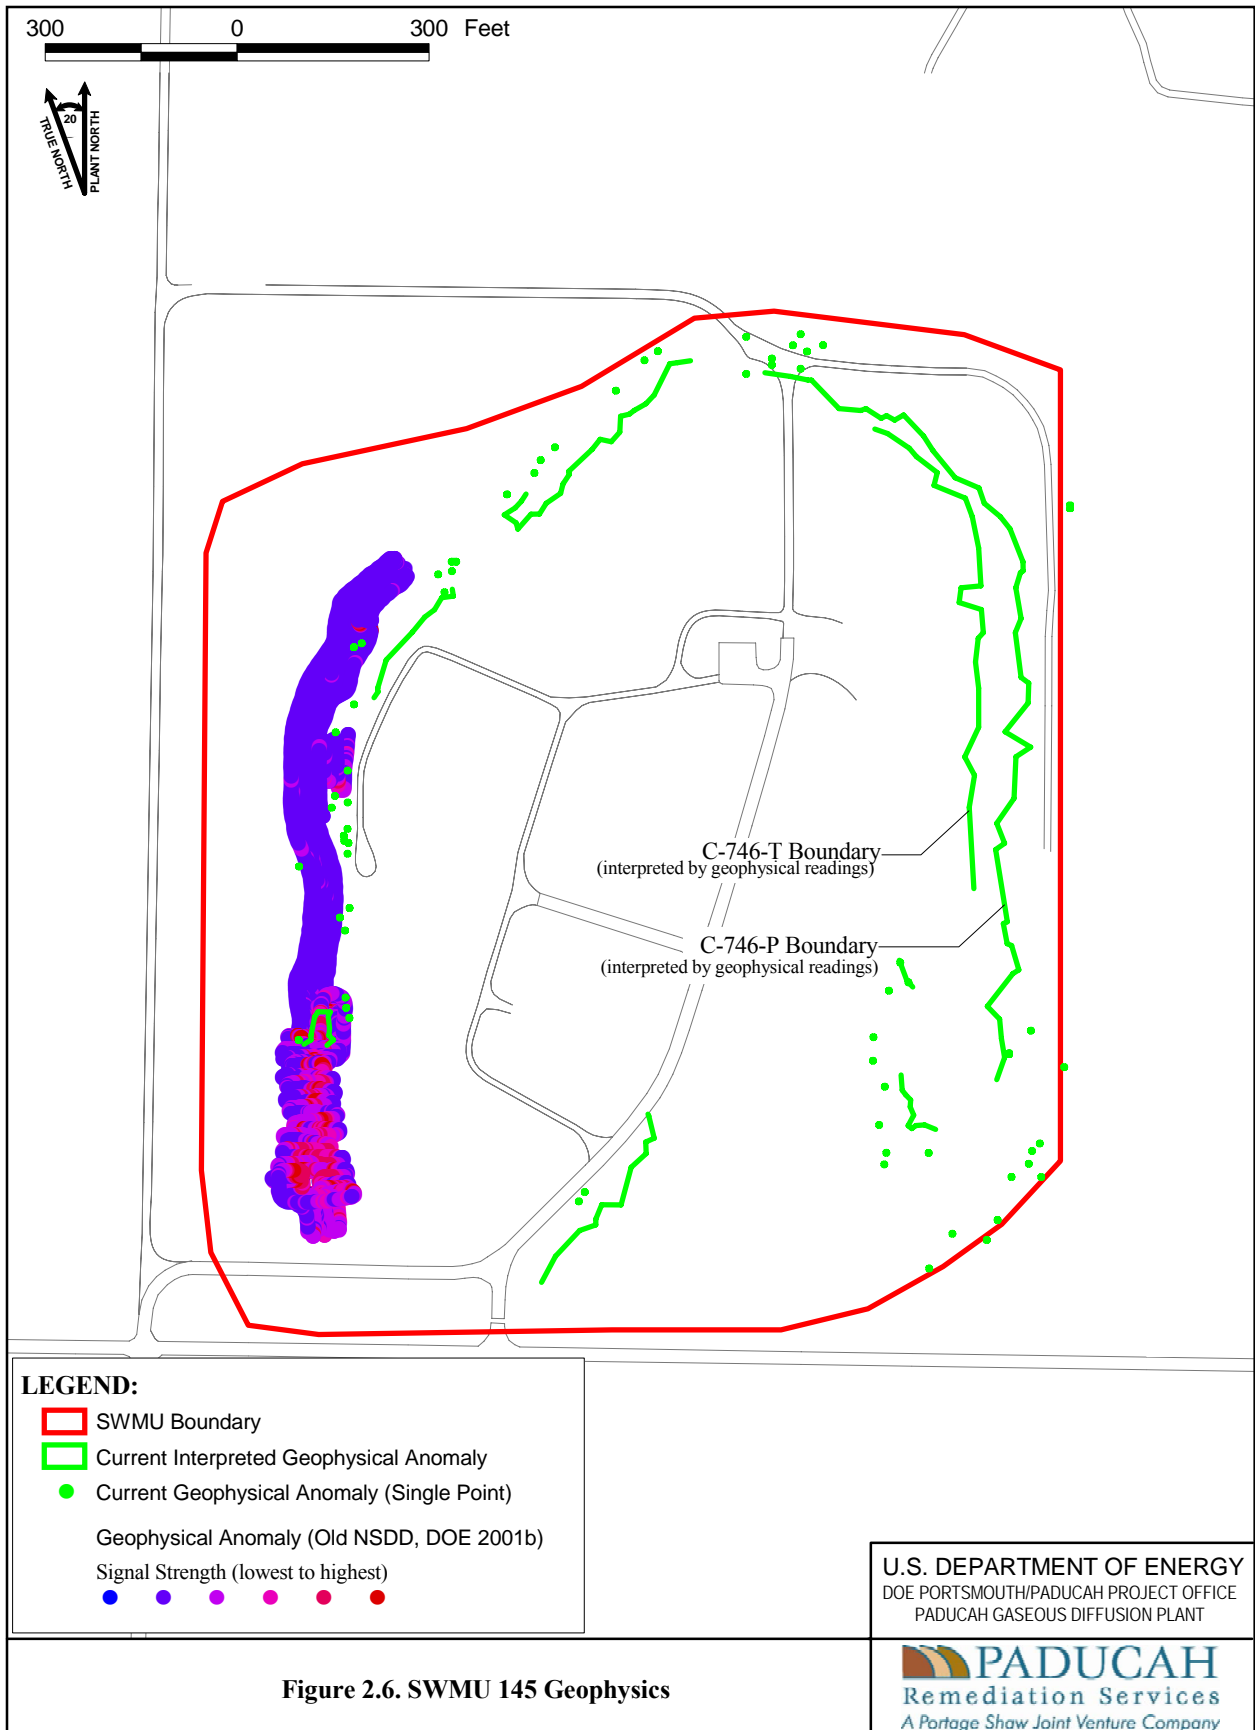 300 0 300 Feet
20
TRUE NORTH
PLANT NORTH
C-746-T Boundary
(interpreted by geophysical readings)
C-746-P Boundary
(interpreted by geophysical readings)
LEGEND:
SWMU Boundary
Current Interpreted Geophysical Anomaly
Current Geophysical Anomaly (Single Point)
Geophysical Anomaly (Old NSDD, DOE 2001b)
Signal Strength (lowest to highest)
U.S. DEPARTMENT OF ENERGY
DOE PORTSMOUTH/PADUCAH PROJECT OFFICE
PADUCAH GASEOUS DIFFUSION PLANT
Figure 2.6. SWMU 145 Geophysics
PADUCAH
Remediation Services
A Portage Shaw Joint Venture Company